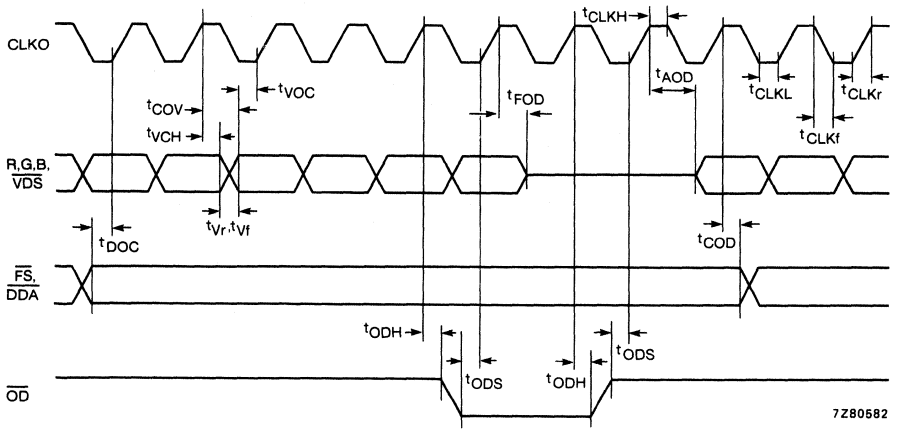 CLKO
tCLKH
tVOC
tCOV
tVCH
tFOD
tAOD
tCLKL
tCLKr
tCLKf
R,G,B,
VDS
tVr,tVf
tDOC
tCOD
FS,
DDA
tODH
tODS
tODH
tODS
OD
7Z80582